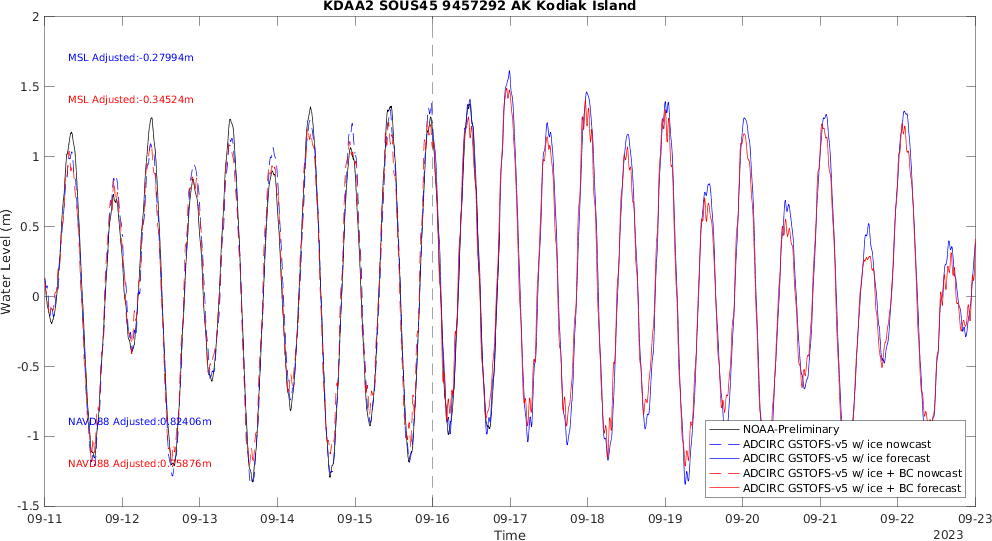 KDAA2 SOUS45 9457292 AK Kodiak Island
2
1.5
1
0.5
0
-0.5
-1
-1.5
Water Level (m)
MSL Adjusted:-0.27994m
MSL Adjusted:-0.34524m
NAVD88 Adjusted:0.82406m
NAVD88 Adjusted:0.75876m
NOAA-Preliminary
ADCIRC GSTOFS-v5 w/ ice nowcast
ADCIRC GSTOFS-v5 w/ ice forecast
ADCIRC GSTOFS-v5 w/ ice + BC nowcast
ADCIRC GSTOFS-v5 w/ ice + BC forecast
09-11 09-12 09-13 09-14 09-15 09-16 09-17 09-18 09-19 09-20 09-21 09-22 09-23
Time
2023